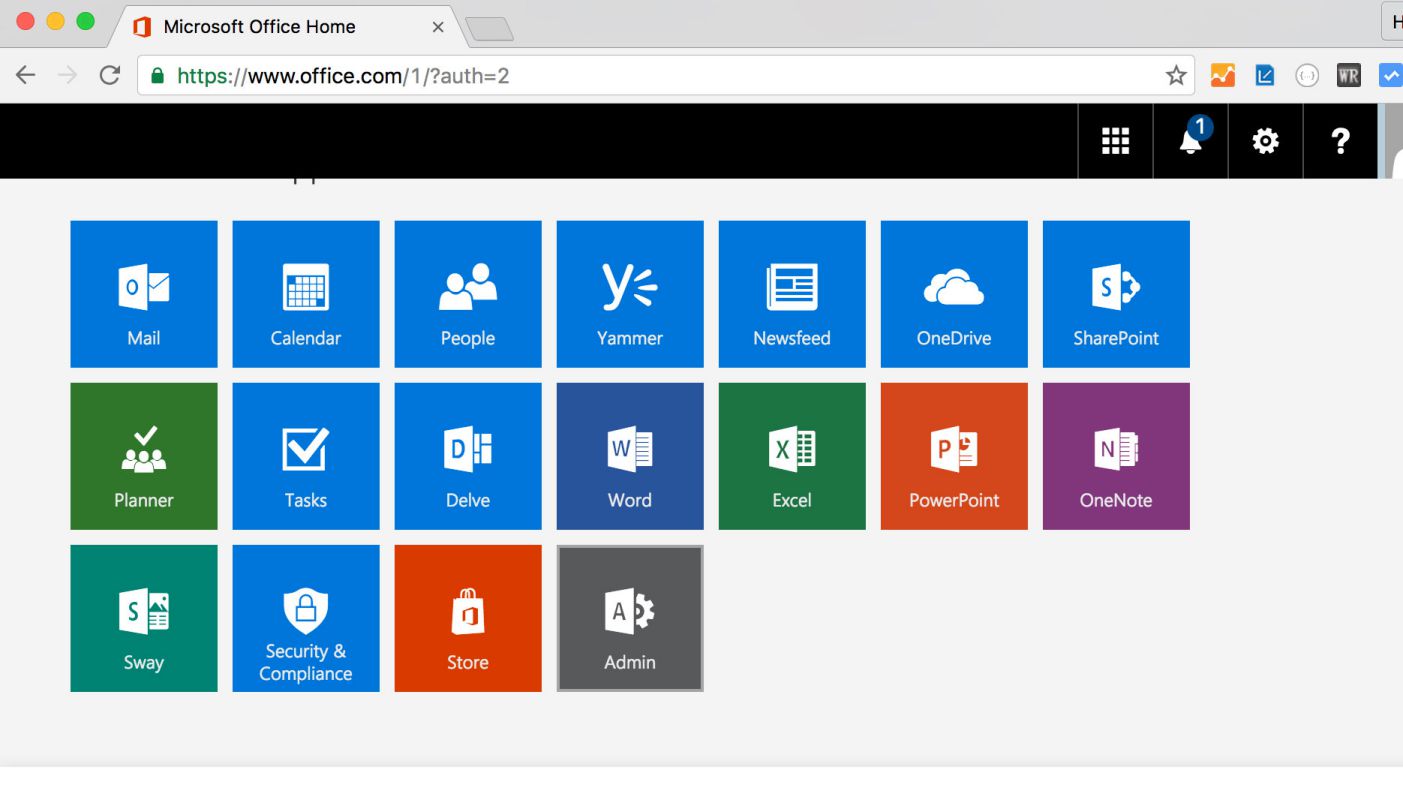 Microsoft Office Home
H
https://www.office.com/1/?auth=2
WR
1
?
Mail
Calendar
People
Yammer
Newsfeed
OneDrive
SharePoint
Planner
Tasks
Delve
Word
Excel
PowerPoint
OneNote
Sway
Security &
Compliance
Store
Admin